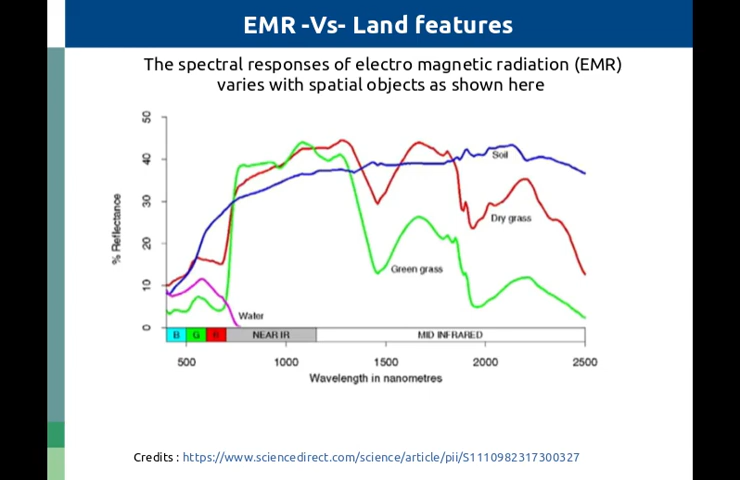 EMR -Vs- Land features
The spectral responses of electro magnetic radiation (EMR)
varies with spatial objects as shown here
50
40
30
20
10
0
% Reflectance
Soil
Dry grass
Green grass
Water
B G R NEAR IR MID INFRARED
500 1000 1500 2000 2500
Wavelength in nanometres
Credits : https://www.sciencedirect.com/science/article/pii/S1110982317300327